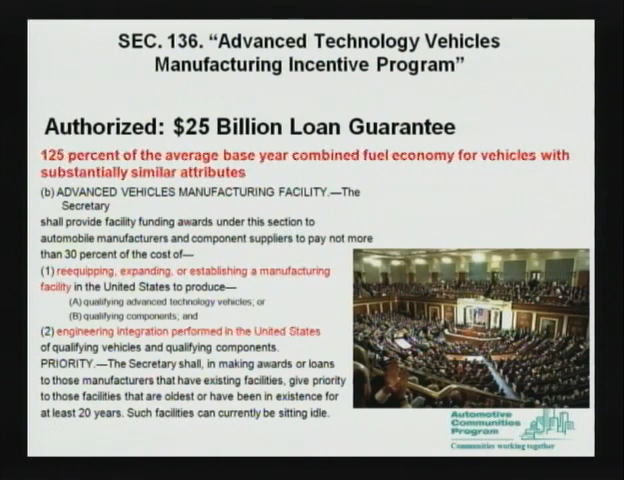 SEC. 136. “Advanced Technology Vehicles
Manufacturing Incentive Program”
Authorized: $25 Billion Loan Guarantee
125 percent of the average base year combined fuel economy for vehicles with
substantially similar attributes
(b) ADVANCED VEHICLES MANUFACTURING FACILITY.—The
Secretary
shall provide facility funding awards under this section to
automobile manufacturers and component suppliers to pay not more
than 30 percent of the cost of—
(1) reequipping, expanding, or establishing a manufacturing
facility in the United States to produce—
(A) qualifying advanced technology vehicles; or
(B) qualifying components; and
(2) engineering integration performed in the United States
of qualifying vehicles and qualifying components.
PRIORITY.—The Secretary shall, in making awards or loans
to those manufacturers that have existing facilities, give priority
to those facilities that are oldest or have been in existence for
at least 20 years. Such facilities can currently be sitting idle.
Automotive
Communities
Program
Communities working together